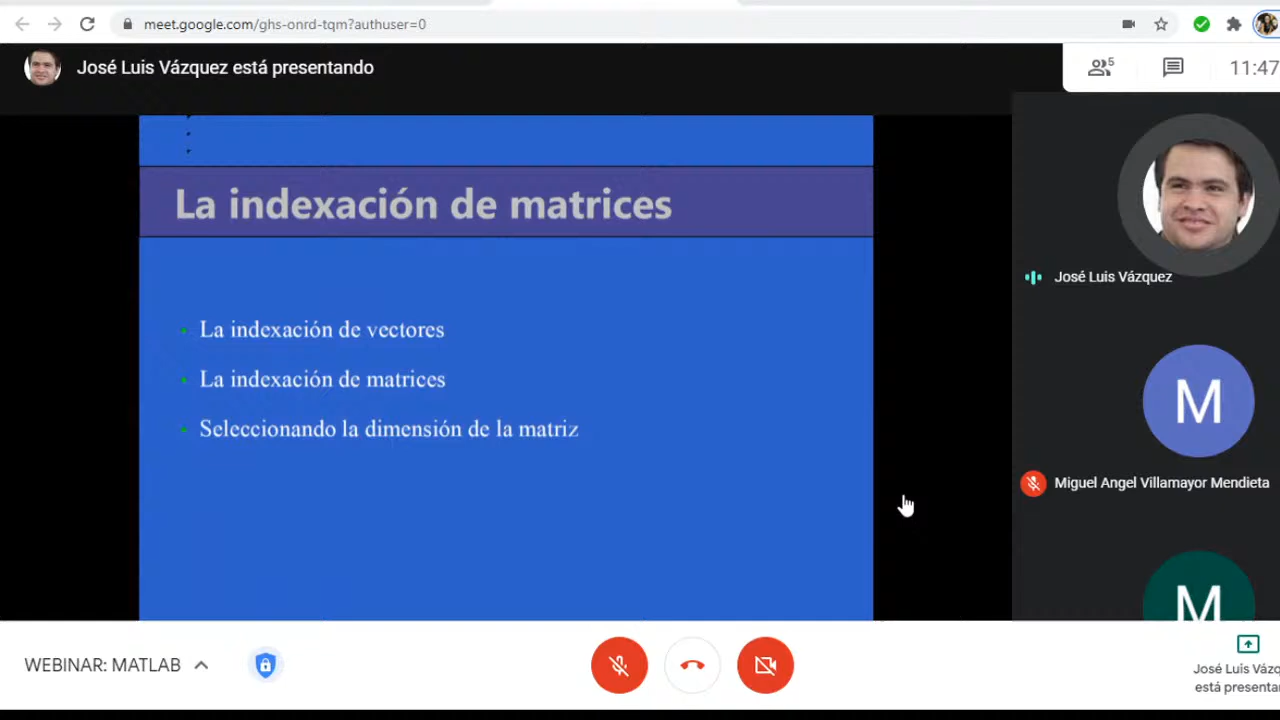 meet.google.com/ghs-onrd-tqm?authuser=0
José Luis Vázquez está presentando
5
11:47
La indexación de matrices
La indexación de vectores
La indexación de matrices
Seleccionando la dimensión de la matriz
José Luis Vázquez
M
Miguel Angel Villamayor Mendieta
M
WEBINAR: MATLAB
José Luis Vázq
está presenta